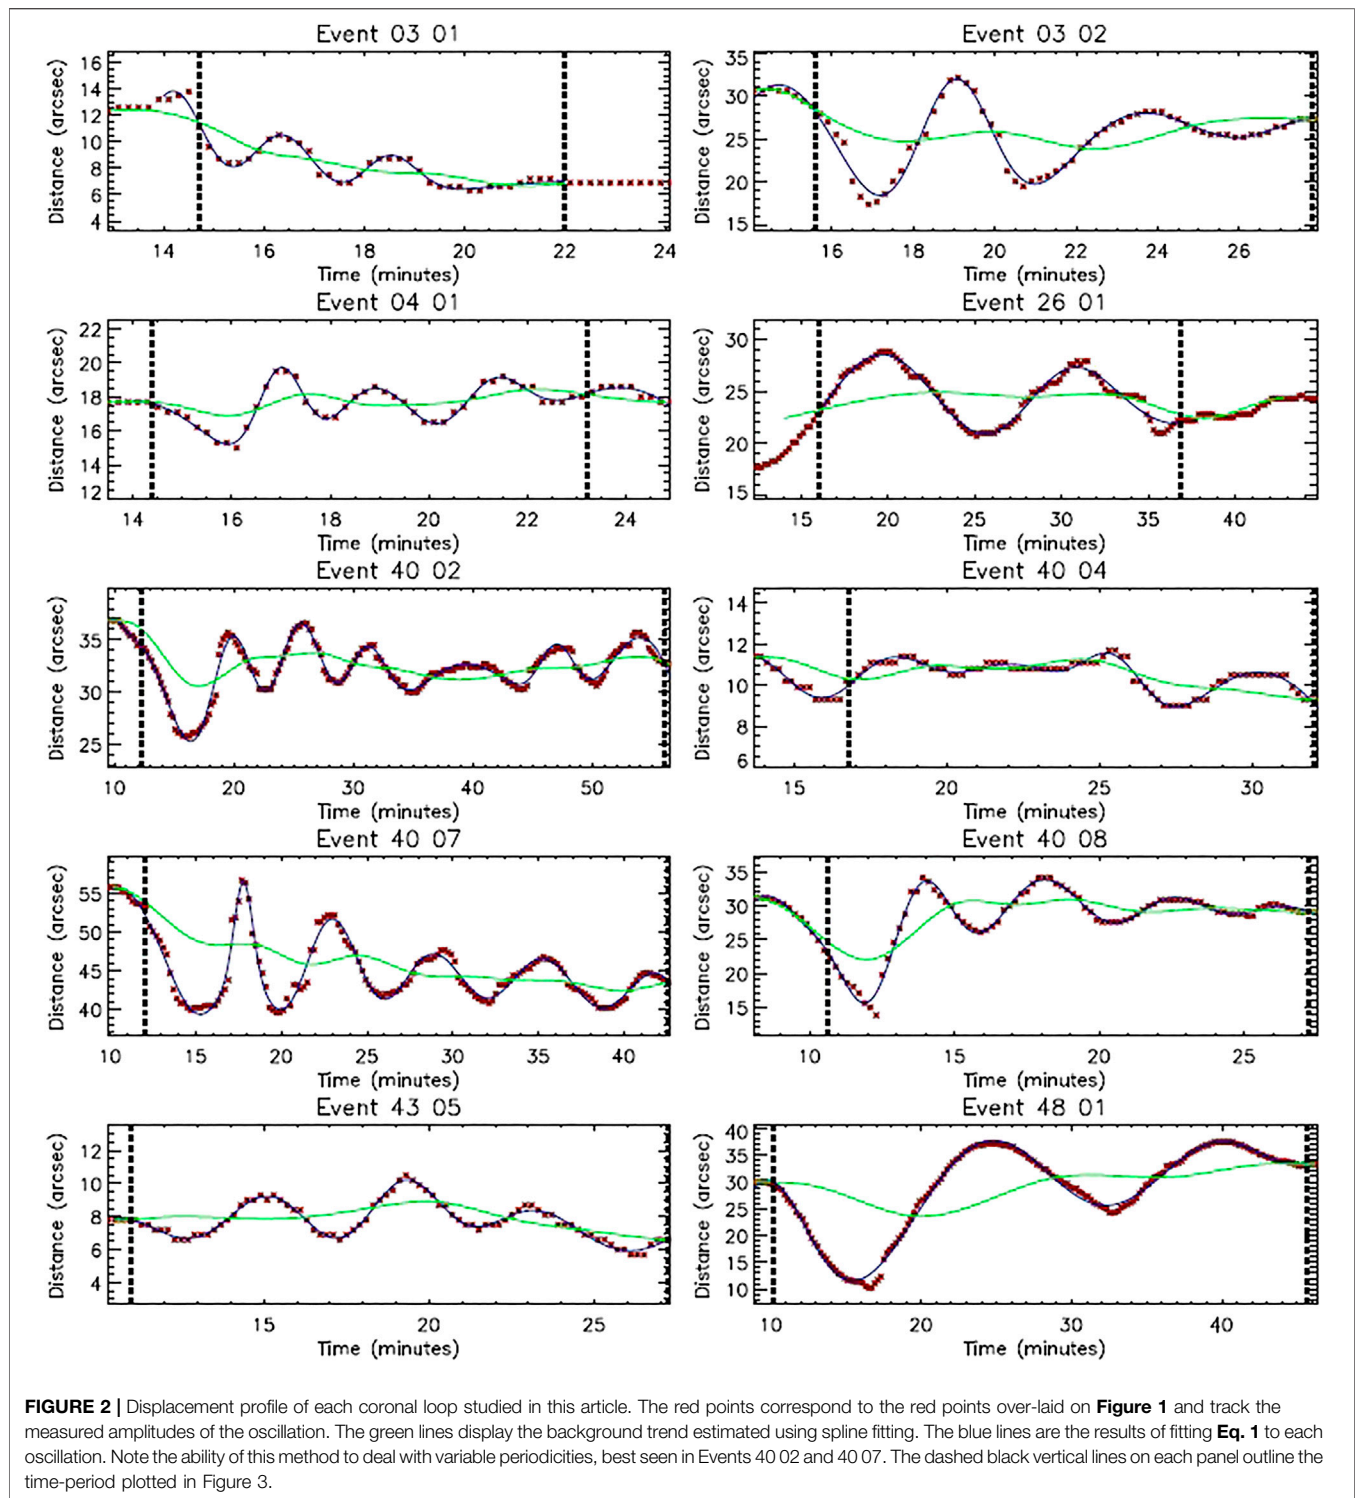 Event 03 01
Distance (arcsec)
16
14
12
10
8
6
4
16 18 20 22 24
Time (minutes)
Event 03 02
Distance (arcsec)
35
30
25
20
15
16 18 20 22 24 26
Time (minutes)
Event 04 01
Distance (arcsec)
22
20
18
16
14
12
14 16 18 20 22 24
Time (minutes)
Event 26 01
Distance (arcsec)
30
25
20
15
15 20 25 30 35 40
Time (minutes)
Event 40 02
Distance (arcsec)
35
30
25
10 20 30 40 50
Time (minutes)
Event 40 04
Distance (arcsec)
14
12
10
8
6
15 20 25 30
Time (minutes)
Event 40 07
Distance (arcsec)
55
50
45
40
10 15 20 25 30 35 40
Time (minutes)
Event 40 08
Distance (arcsec)
35
30
25
20
15
10 15 20 25
Time (minutes)
Event 43 05
Distance (arcsec)
12
10
8
6
4
15 20 25
Time (minutes)
Event 48 01
Distance (arcsec)
40
35
30
25
20
15
10
10 20 30 40
Time (minutes)
FIGURE 2 | Displacement profile of each coronal loop studied in this article. The red points correspond to the red points over-laid on Figure 1 and track the
measured amplitudes of the oscillation. The green lines display the background trend estimated using spline fitting. The blue lines are the results of fitting Eq. 1 to each
oscillation. Note the ability of this method to deal with variable periodicities, best seen in Events 40 02 and 40 07. The dashed black vertical lines on each panel outline the
time-period plotted in Figure 3.